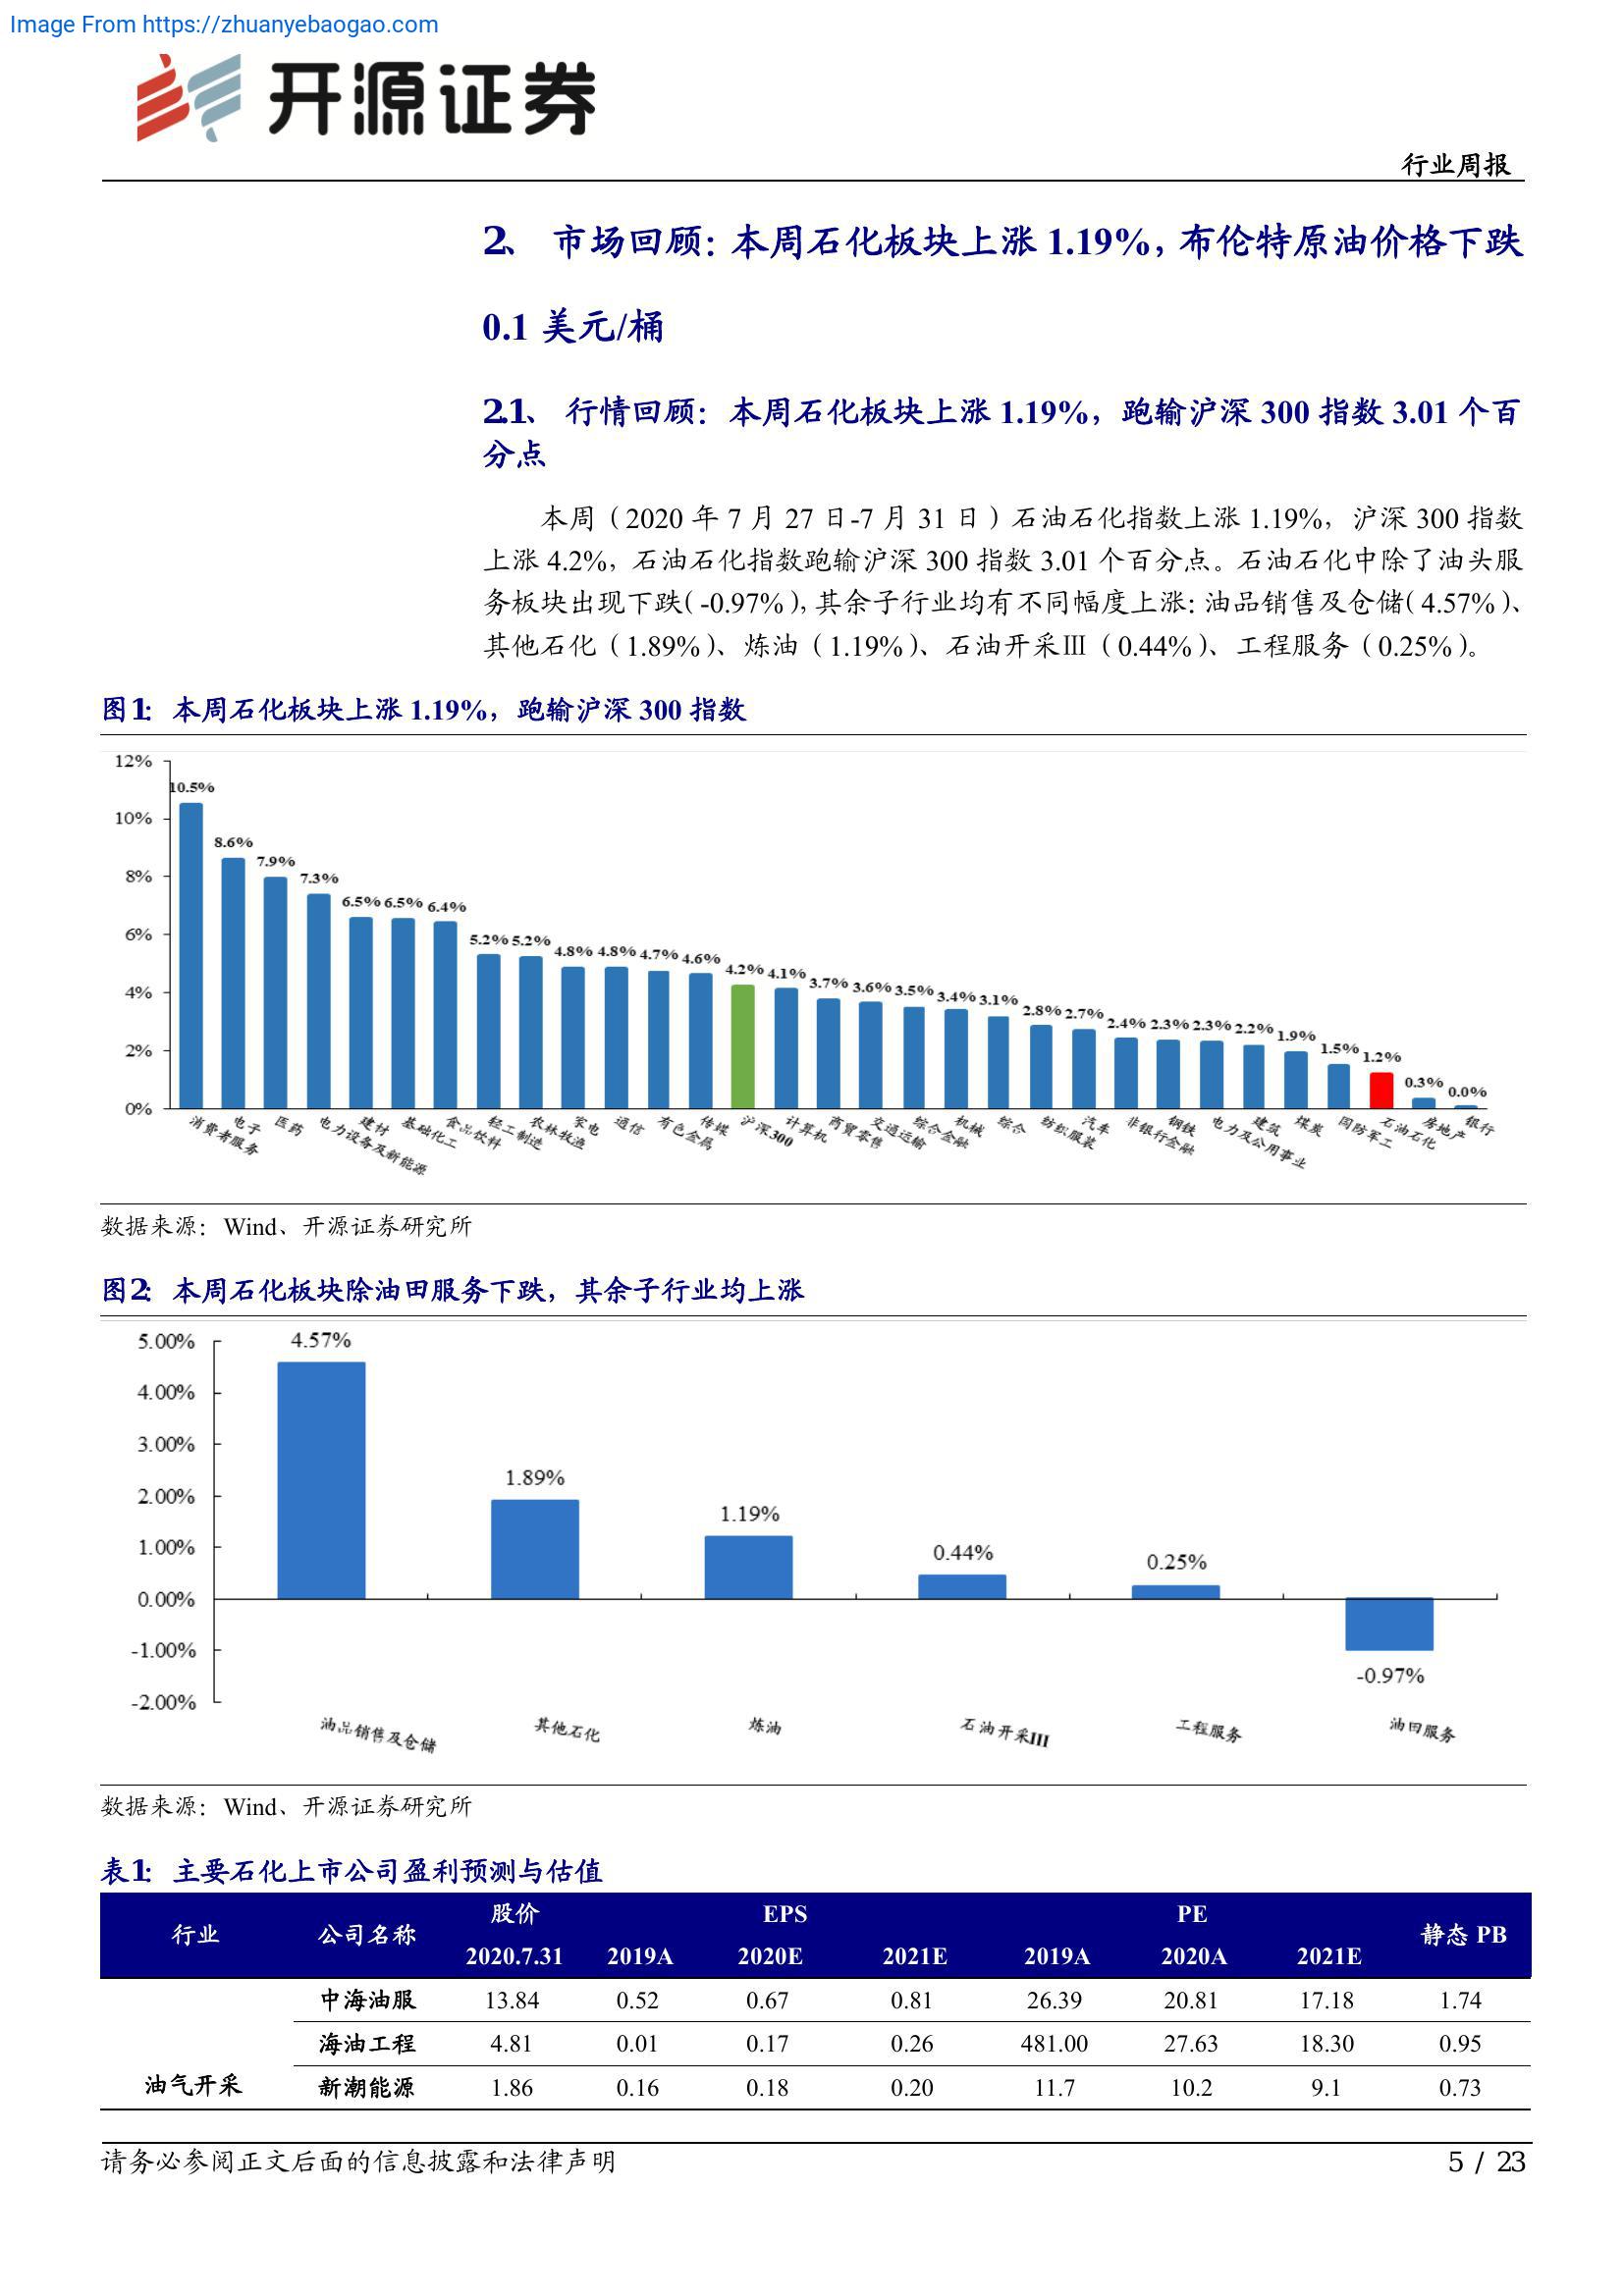 Image From https://zhuanyebaogao.com
开源证券
行业周报
2、 市场回顾：本周石化板块上涨 1.19%，布伦特原油价格下跌
0.1 美元/桶
2.1、 行情回顾：本周石化板块上涨 1.19%，跑输沪深 300 指数 3.01 个百
分点
本周（2020 年 7 月 27 日-7 月 31 日）石油石化指数上涨 1.19%，沪深 300 指数
上涨 4.2%，石油石化指数跑输沪深 300 指数 3.01 个百分点。石油石化中除了油头服
务板块出现下跌（-0.97%），其余子行业均有不同幅度上涨：油品销售及仓储（4.57%）、
其他石化（1.89%）、炼油（1.19%）、石油开采Ⅲ（0.44%）、工程服务（0.25%）。
图1： 本周石化板块上涨 1.19%，跑输沪深 300 指数
12%
10%
8%
6%
4%
2%
0%
10.5% 8.6% 7.9% 7.3% 6.5% 6.5% 6.4% 5.2% 5.2% 4.8% 4.8% 4.7% 4.6% 4.2% 4.1% 3.7% 3.6% 3.5% 3.4% 3.1% 2.8% 2.7% 2.4% 2.3% 2.3% 2.2% 1.9% 1.5% 1.2% 0.3% 0.0%
消费者服务 电子 医药 电力设备及新能源 建材 基础化工 食品饮料 轻工制造 农林牧渔 家电 通信 有色金属 传媒 沪深300 计算机 商贸零售 交通运输 综合金融 机械 综合 纺织服装 汽车 非银行金融 钢铁 电力及公用事业 建筑 煤炭 国防军工 石油石化 房地产 银行
数据来源：Wind、开源证券研究所
图2： 本周石化板块除油田服务下跌，其余子行业均上涨
5.00%
4.00%
3.00%
2.00%
1.00%
0.00%
-1.00%
-2.00%
4.57% 1.89% 1.19% 0.44% 0.25% -0.97%
油品销售及仓储 其他石化 炼油 石油开采III 工程服务 油田服务
数据来源：Wind、开源证券研究所
表1： 主要石化上市公司盈利预测与估值
行业 公司名称 股价 EPS PE 静态 PB
2020.7.31 2019A 2020E 2021E 2019A 2020A 2021E
中海油服 13.84 0.52 0.67 0.81 26.39 20.81 17.18 1.74
海油工程 4.81 0.01 0.17 0.26 481.00 27.63 18.30 0.95
油气开采 新潮能源 1.86 0.16 0.18 0.20 11.7 10.2 9.1 0.73
请务必参阅正文后面的信息披露和法律声明
5 / 23